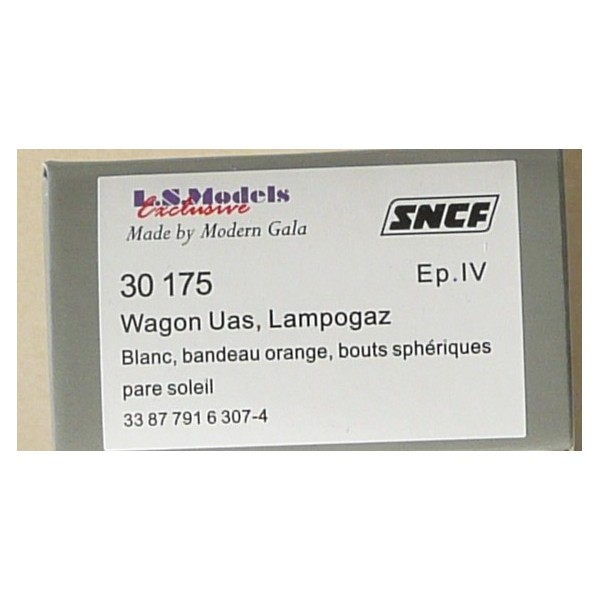 L.S.Models
Exclusive
Made by Modern Gala
SNCF
30 175
Ep.IV
Wagon Uas, Lampogaz
Blanc, bandeau orange, bouts sphériques
pare soleil
33 87 791 6 307-4